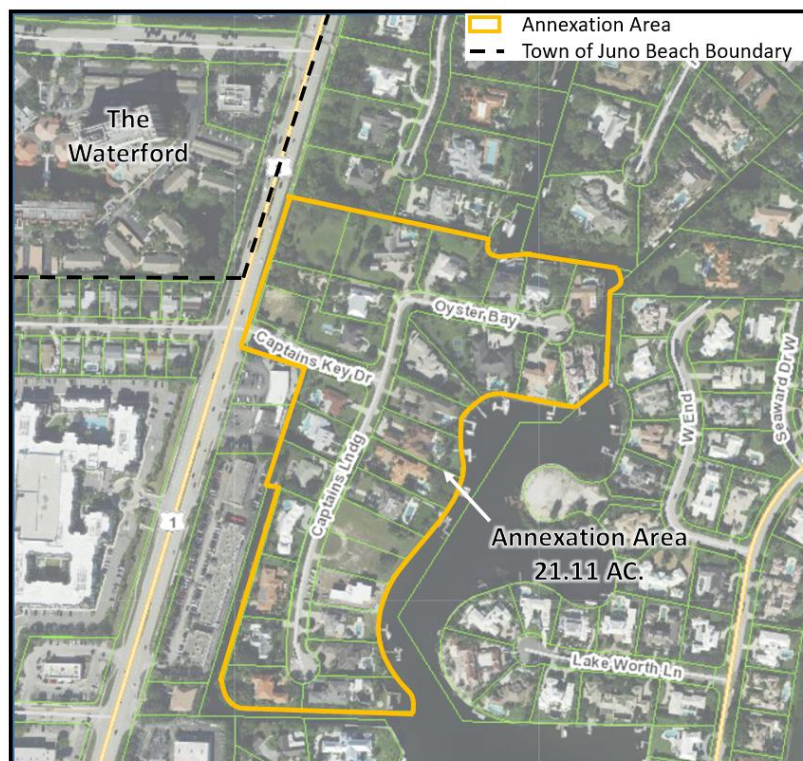 Annexation Area
Town of Juno Beach Boundary
The
Waterford
Oyster Bay
Captains Key Dr
W End
Seaward Dr W
Captains Lndg
1
Annexation Area
21.11 AC.
Lake Worth Ln